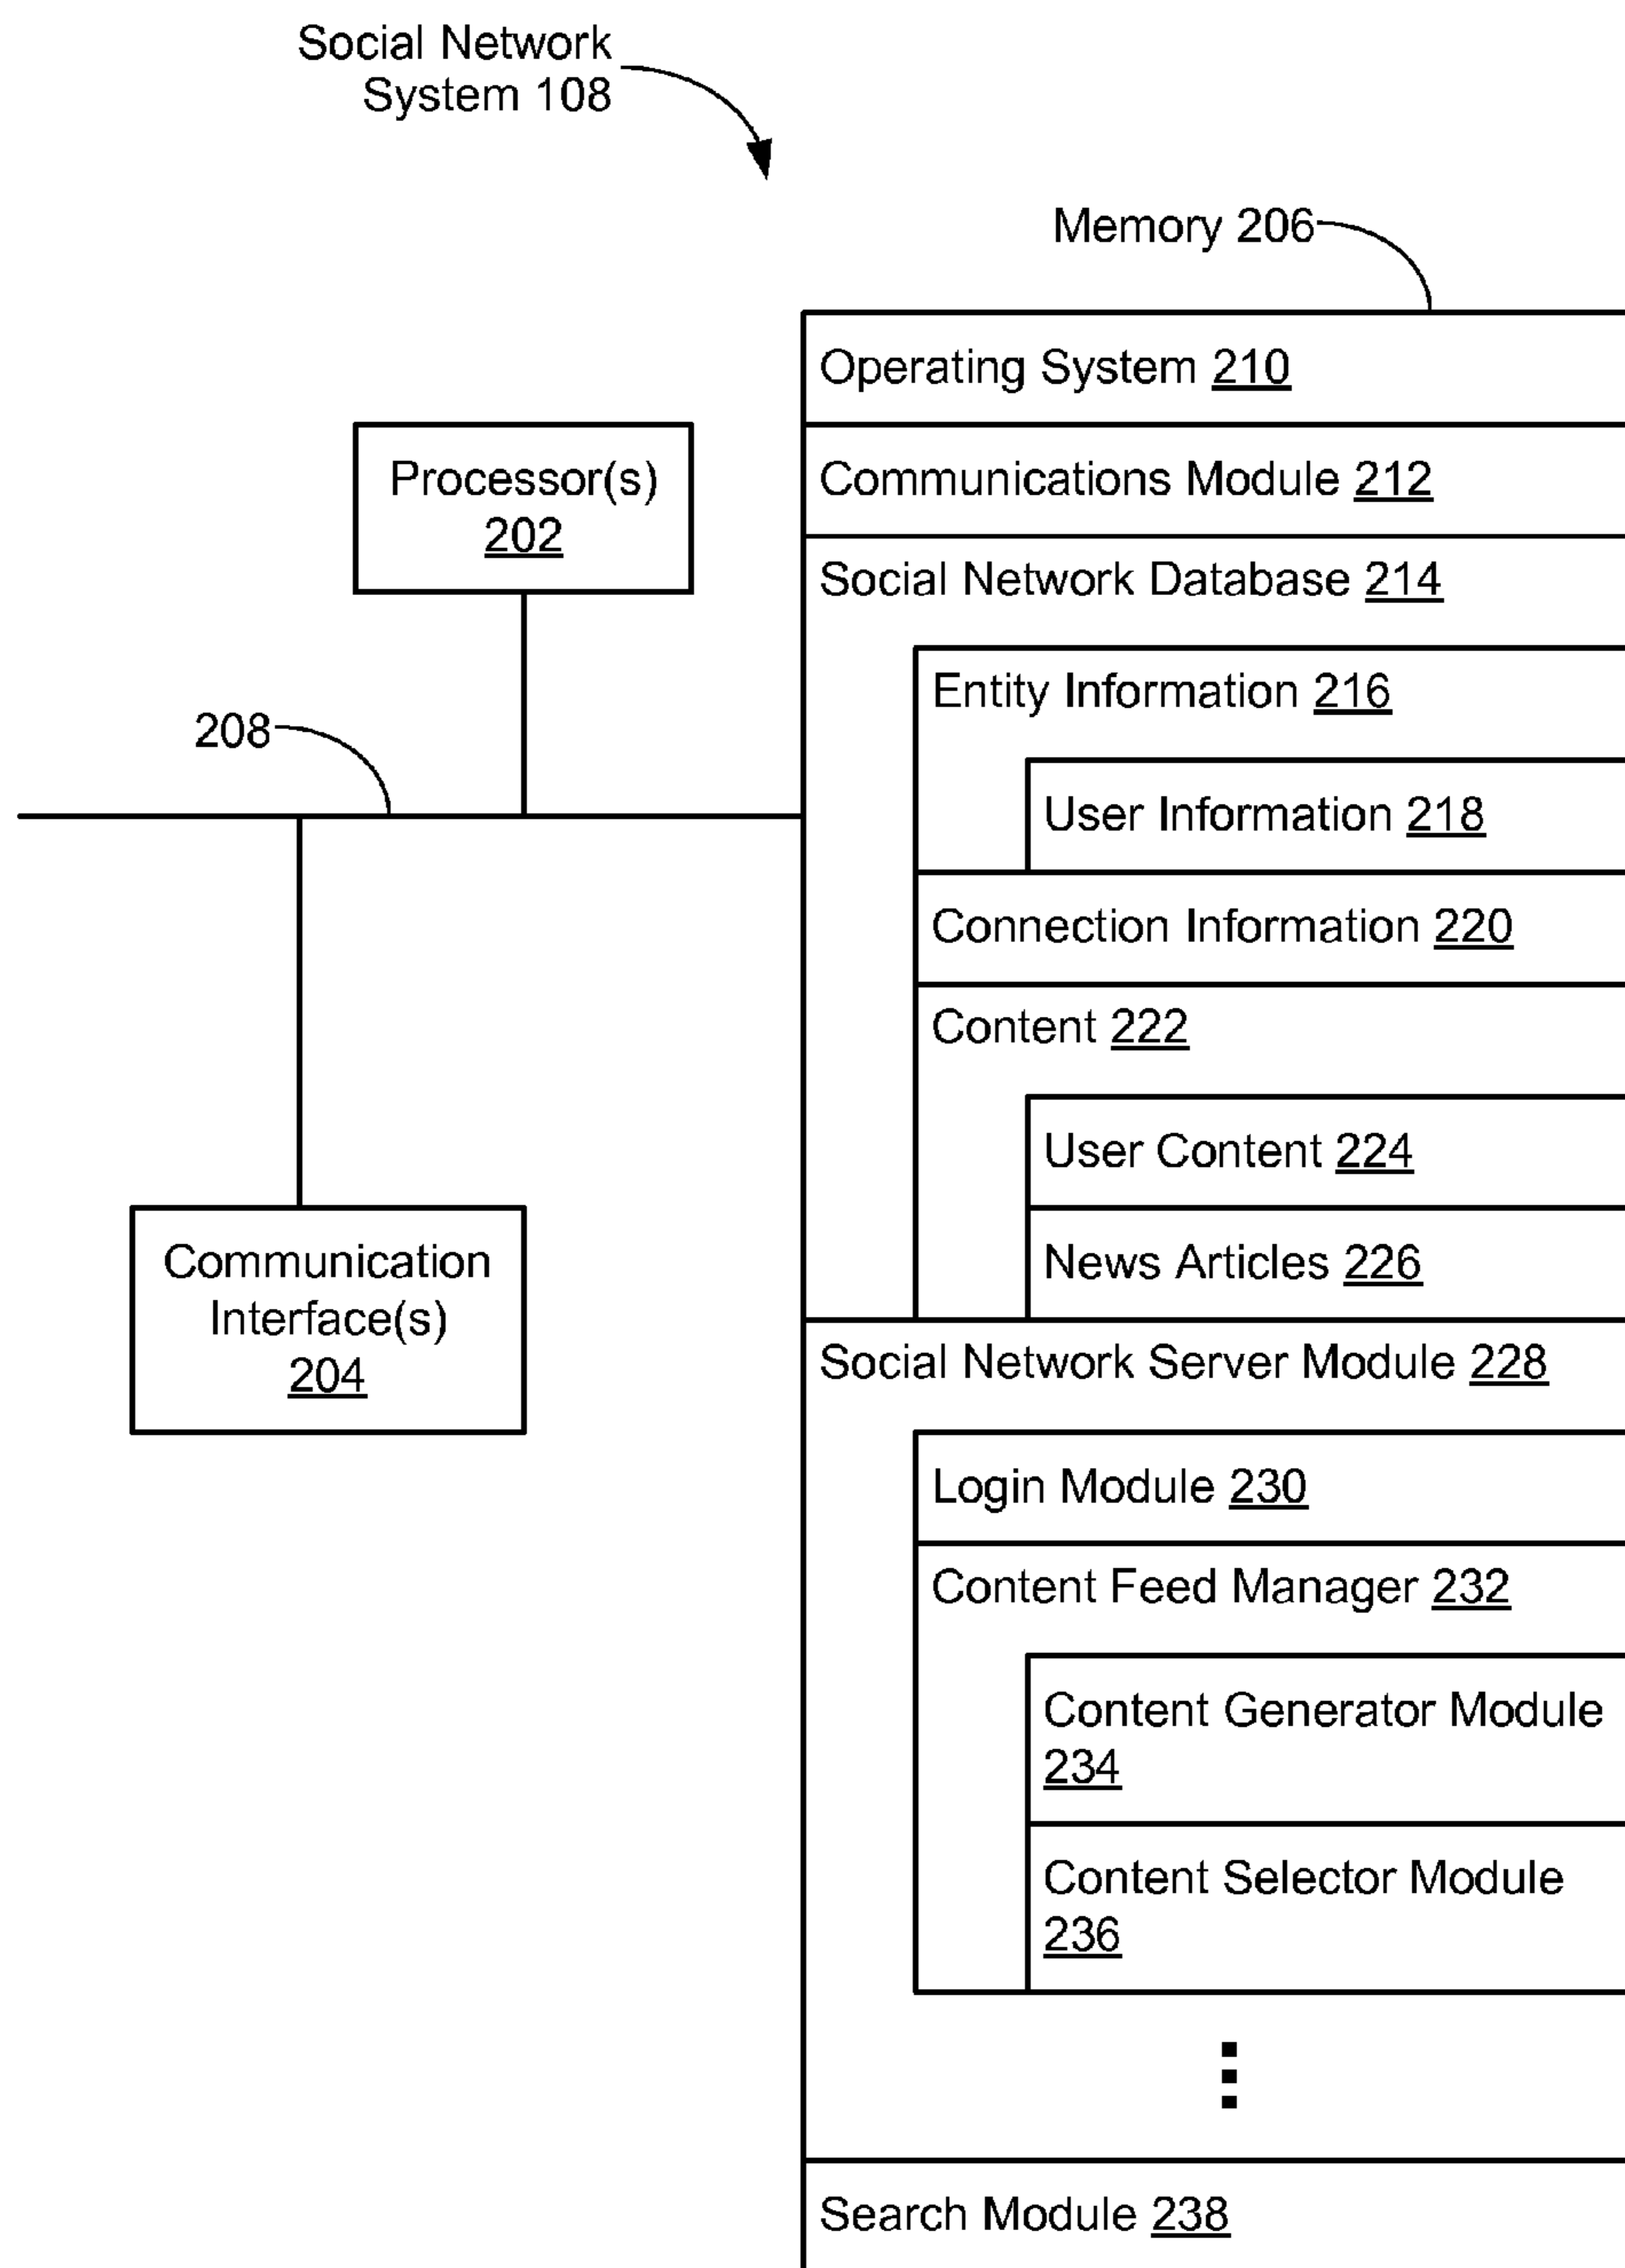 Social Network
System 108
Memory 206
Operating System 210
Processor(s)
202
Communications Module 212
Social Network Database 214
Entity Information 216
208
User Information 218
Connection Information 220
Content 222
User Content 224
Communication
Interface(s)
204
News Articles 226
Social Network Server Module 228
Login Module 230
Content Feed Manager 232
Content Generator Module
234
Content Selector Module
236
Search Module 238